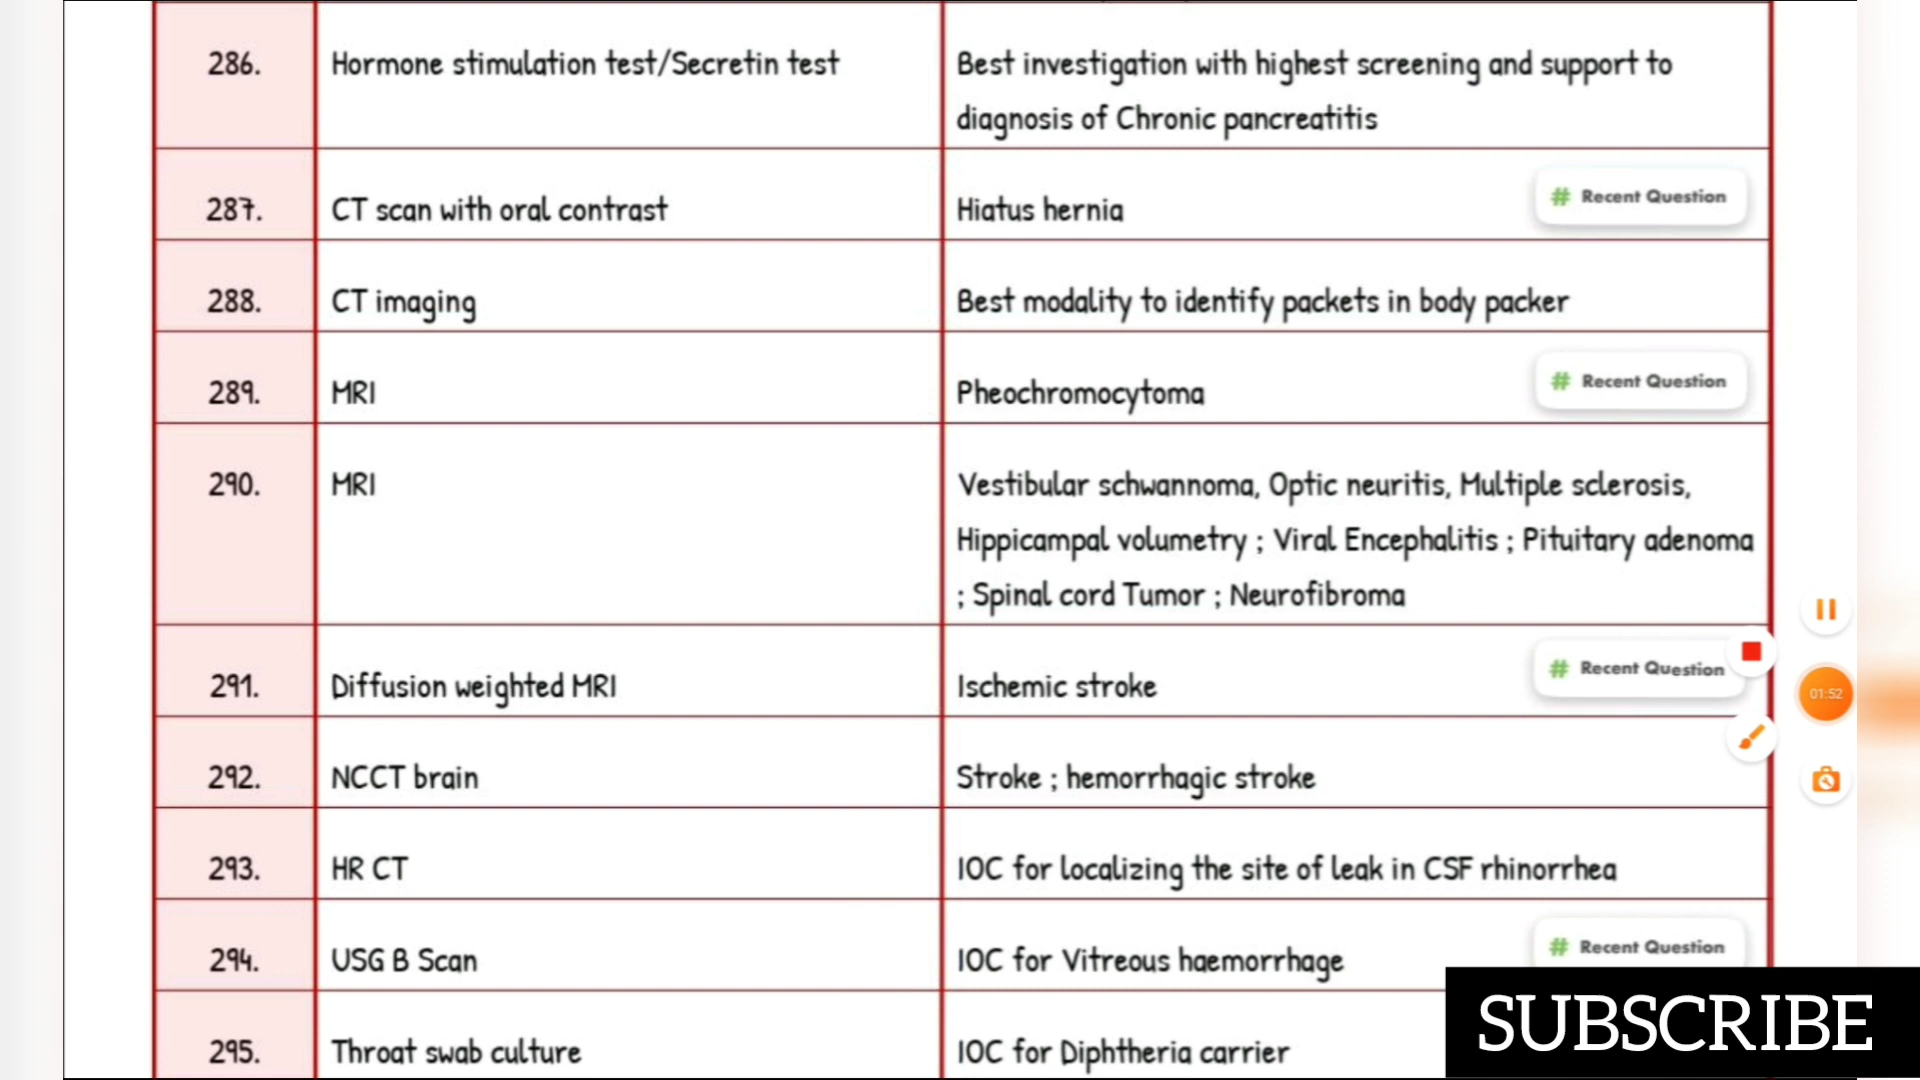 286. Hormone stimulation test/Secretin test Best investigation with highest screening and support to
diagnosis of Chronic pancreatitis
287. CT scan with oral contrast Hiatus hernia # Recent Question
288. CT imaging Best modality to identify packets in body packer
289. MRI Pheochromocytoma # Recent Question
290. MRI Vestibular schwannoma, Optic neuritis, Multiple sclerosis,
Hippicampal volumetry ; Viral Encephalitis ; Pituitary adenoma
; Spinal cord Tumor ; Neurofibroma
291. Diffusion weighted MRI Ischemic stroke # Recent Question
01:52
292. NCCT brain Stroke ; hemorrhagic stroke
293. HR CT IOC for localizing the site of leak in CSF rhinorrhea
294. USG B Scan IOC for Vitreous haemorrhage # Recent Question
295. Throat swab culture IOC for Diphtheria carrier
SUBSCRIBE